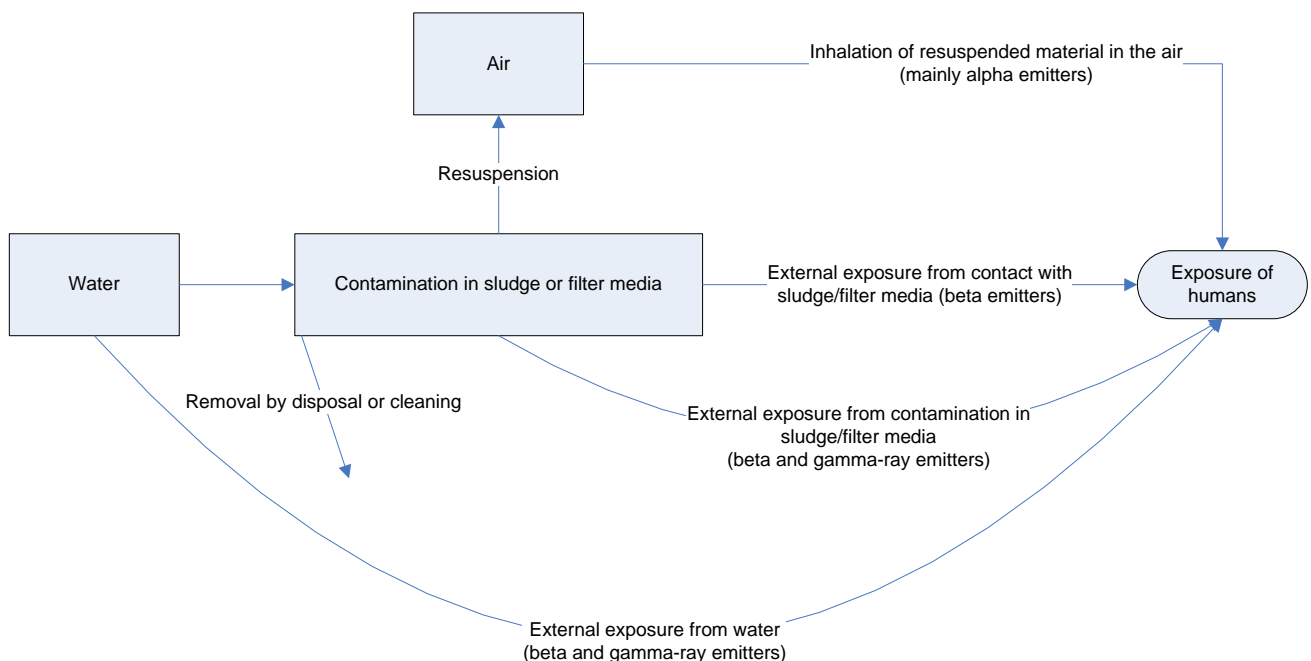 Air
Inhalation of resuspended material in the air
(mainly alpha emitters)
Resuspension
Water
Contamination in sludge or filter media
External exposure from contact with
sludge/filter media (beta emitters)
Exposure of
humans
Removal by disposal or cleaning
External exposure from contamination in
sludge/filter media
(beta and gamma-ray emitters)
External exposure from water
(beta and gamma-ray emitters)